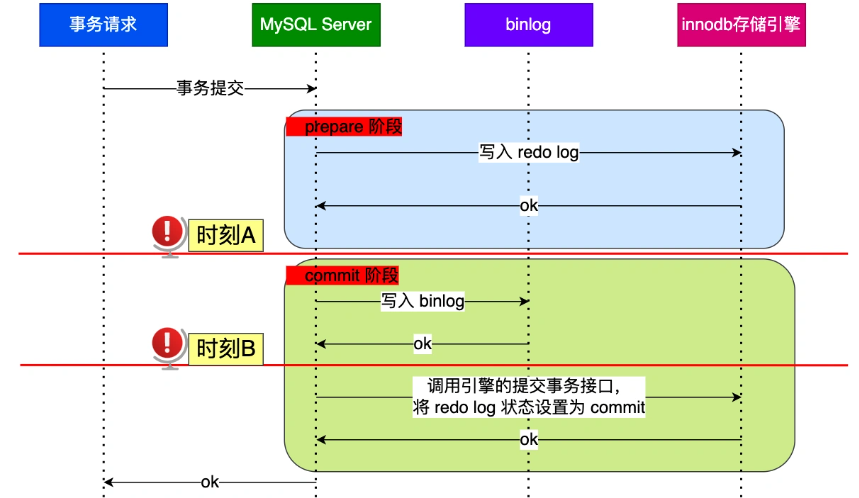 事务请求
MySQL Server
binlog
innodb存储引擎
事务提交
prepare 阶段
写入 redo log
ok
时刻A
commit 阶段
写入 binlog
ok
时刻B
调用引擎的提交事务接口，
将 redo log 状态设置为 commit
ok
ok